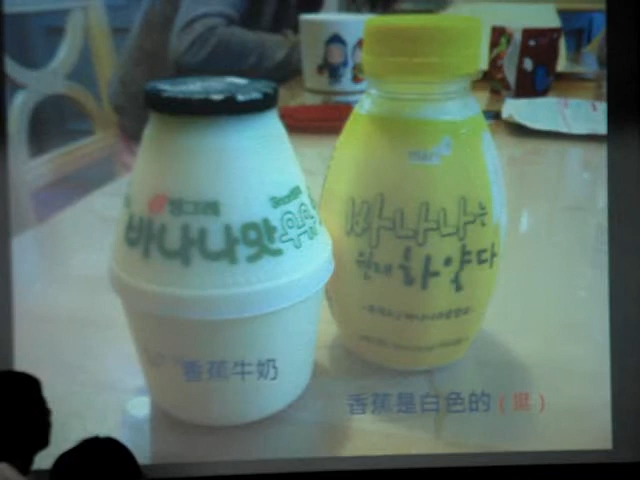 빙그레
바나나맛
우유
바나나는
원래 하얗다
香蕉牛奶
香蕉是白色的